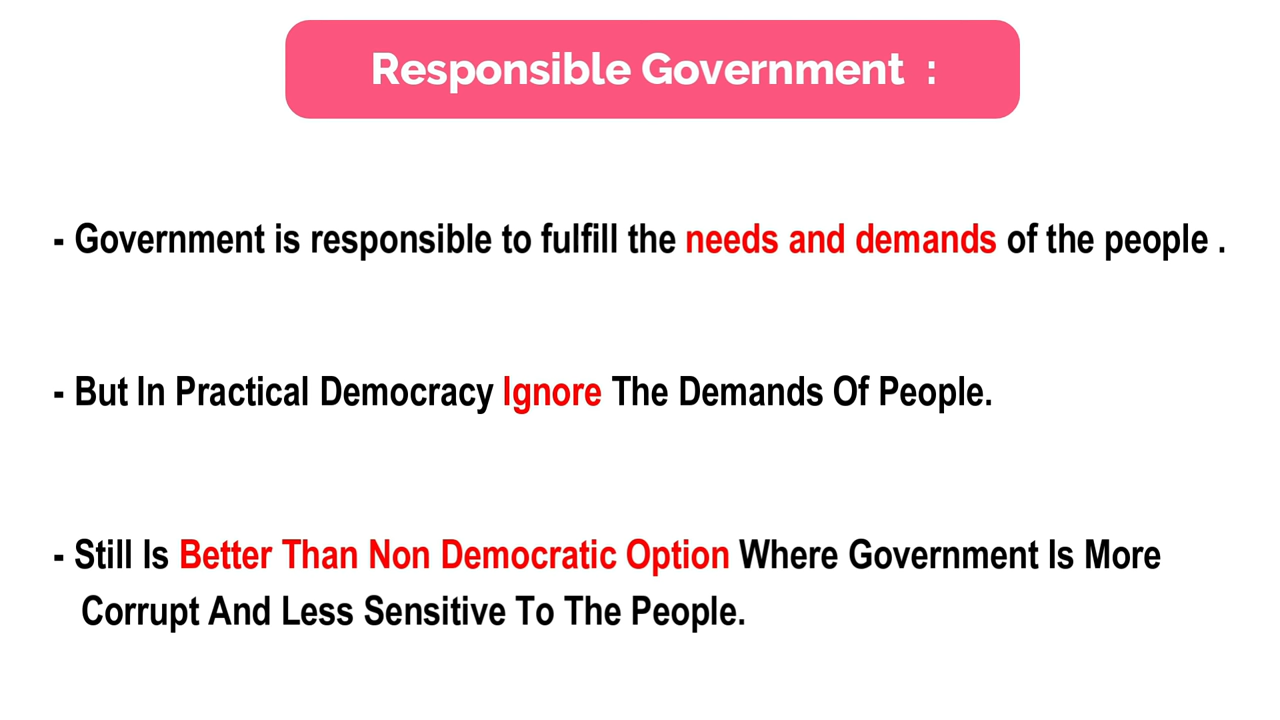 Responsible Government :
- Government is responsible to fulfill the needs and demands of the people .
- But In Practical Democracy Ignore The Demands Of People.
- Still Is Better Than Non Democratic Option Where Government Is More
Corrupt And Less Sensitive To The People.